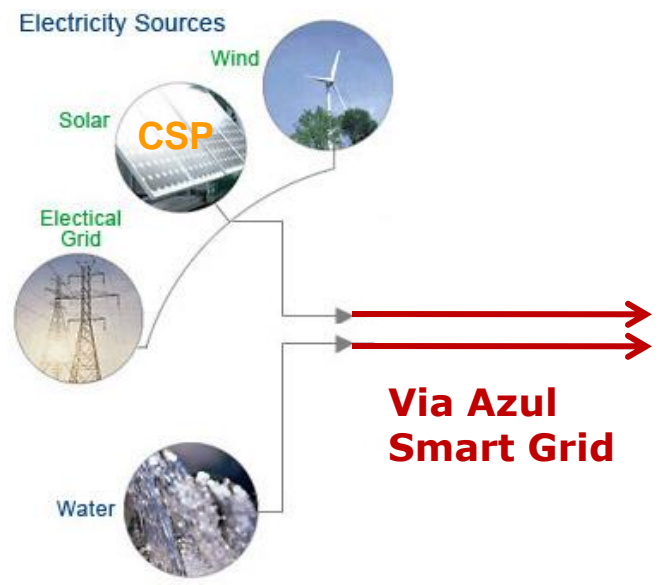 Electricity Sources
Wind
Solar
CSP
Electical
Grid
Via Azul
Smart Grid
Water